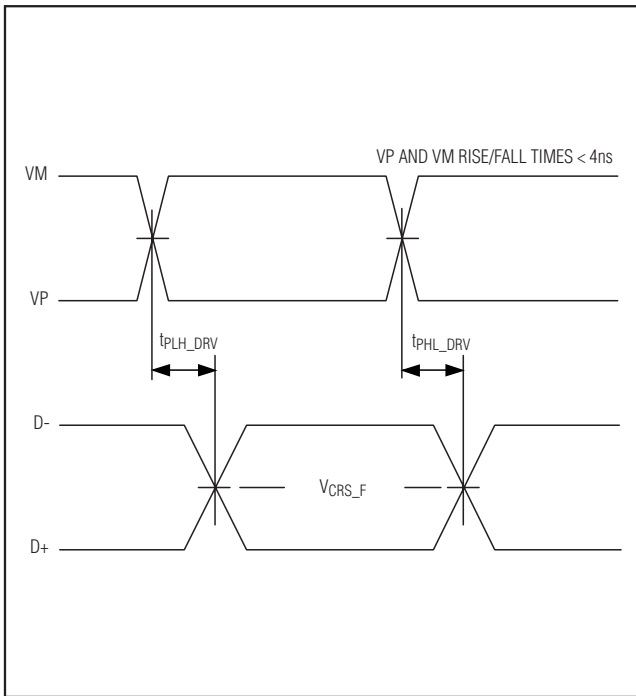 VP AND VM RISE/FALL TIMES < 4ns
VM
VP
tPLH_DRV
tPHL_DRV
D-
VCRS_F
D+